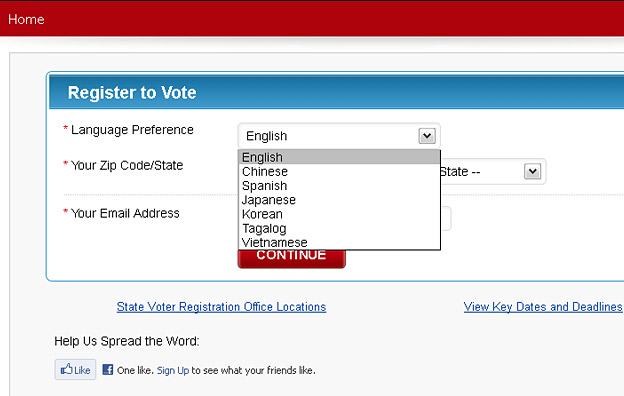 Home
Register to Vote
* Language Preference
English
English
Chinese
Spanish
Japanese
Korean
Tagalog
Vietnamese
* Your Zip Code/State
State --
* Your Email Address
CONTINUE
State Voter Registration Office Locations
View Key Dates and Deadlines
Help Us Spread the Word:
Like
One like. Sign Up to see what your friends like.